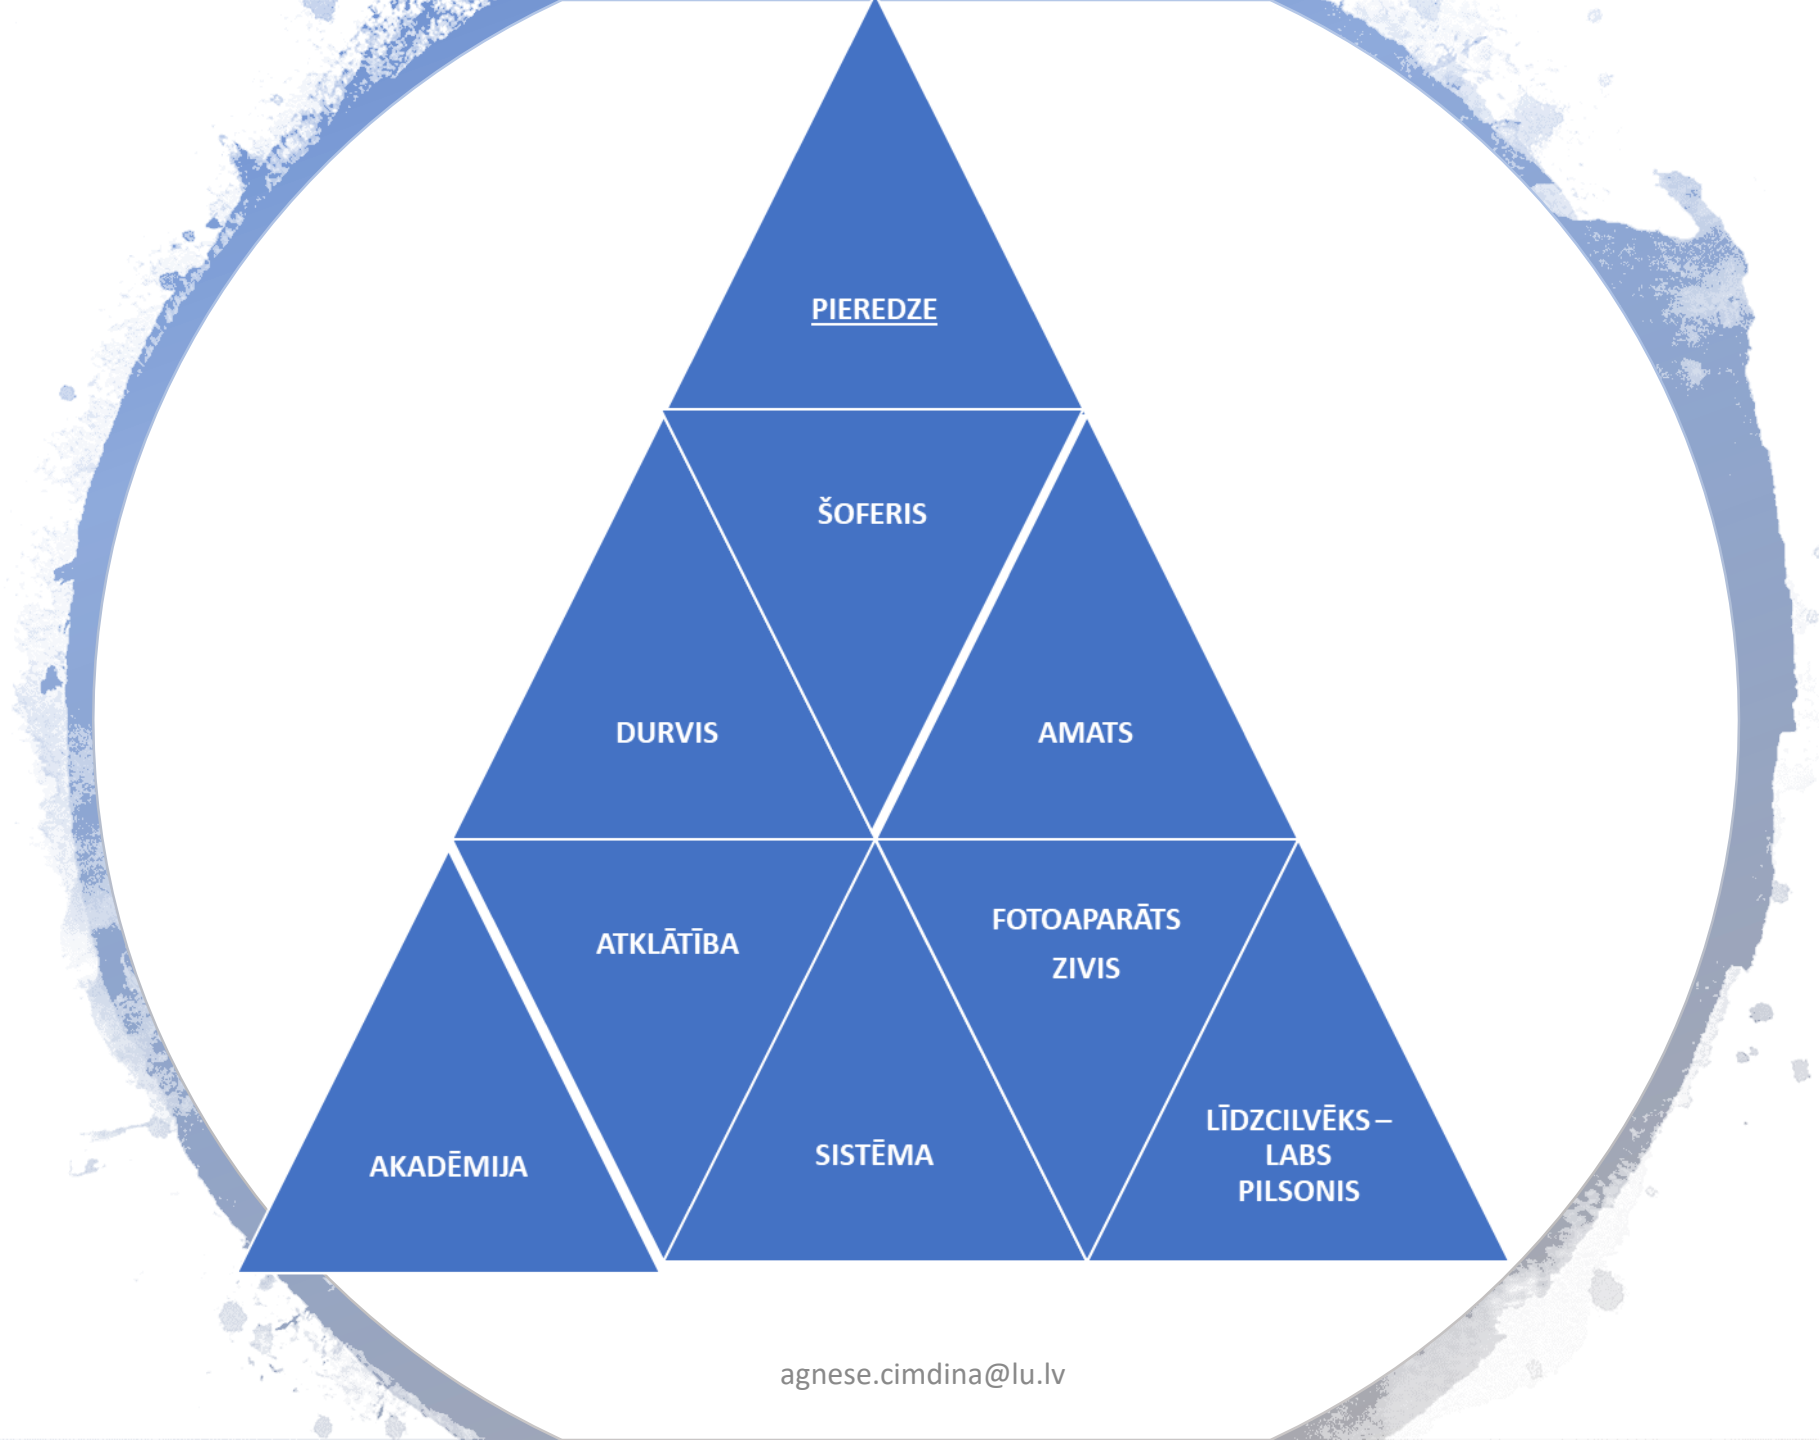 PIEREDZE
ŠOFERIS
DURVIS
AMATS
ATKLĀTĪBA
FOTOAPARĀTS
ZIVIS
AKADĒMIJA
SISTĒMA
LĪDZCILVĒKS –
LABS
PILSONIS
agnese.cimdina@lu.lv